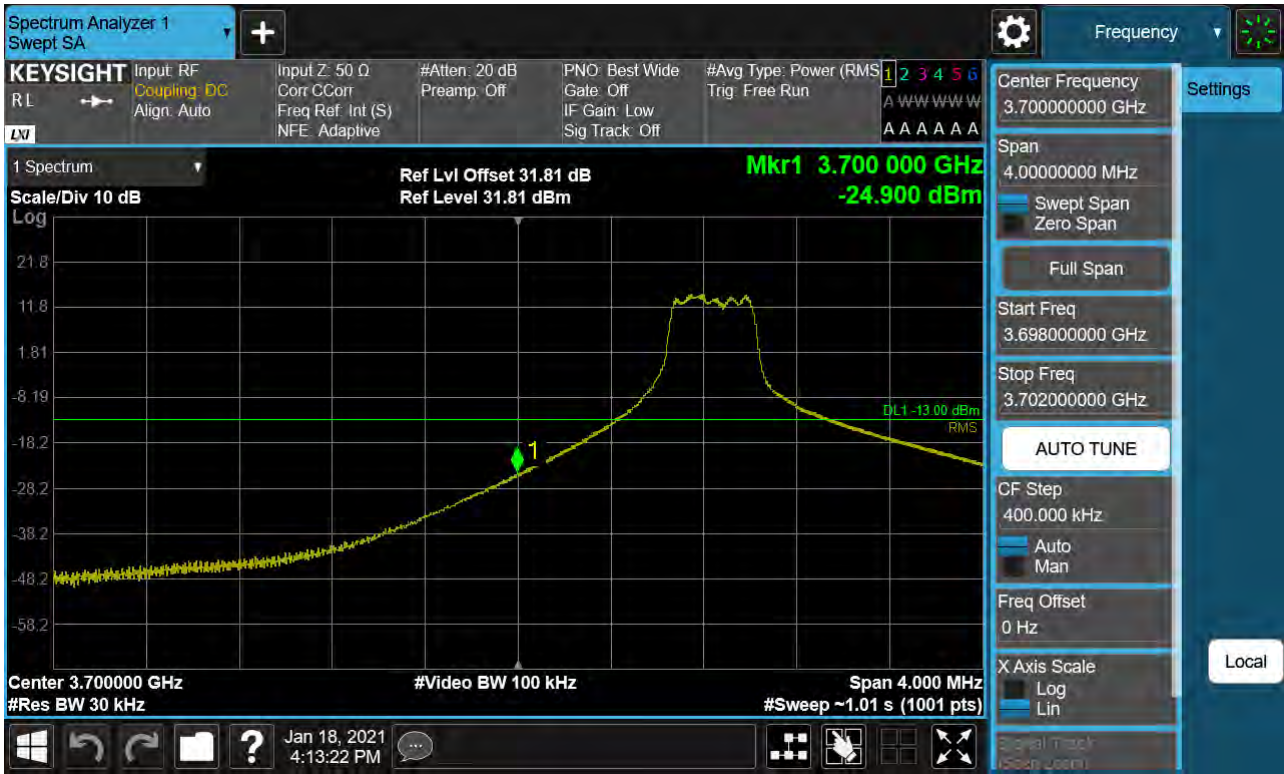 Spectrum Analyzer 1
Swept SA
Frequency
KEYSIGHT
RL
LXI
Input: RF
Coupling: DC
Align: Auto
Input Z: 50 Ω
Corr CCorr
Freq Ref: Int (S)
NFE: Adaptive
#Atten: 20 dB
Preamp: Off
PNO: Best Wide
Gate: Off
IF Gain: Low
Sig Track: Off
#Avg Type: Power (RMS
Trig: Free Run
1 2 3 4 5 6
A W W W W W
A A A A A A
1 Spectrum
Scale/Div 10 dB
Log
Ref Lvl Offset 31.81 dB
Ref Level 31.81 dBm
Mkr1 3.700 000 GHz
-24.900 dBm
21.8
11.8
1.81
-8.19
-18.2
-28.2
-38.2
-48.2
-58.2
DL1 -13.00 dBm
RMS
1
Center 3.700000 GHz
#Video BW 100 kHz
Span 4.000 MHz
#Res BW 30 kHz
#Sweep ~1.01 s (1001 pts)
Center Frequency
3.700000000 GHz
Settings
Span
4.00000000 MHz
Swept Span
Zero Span
Full Span
Start Freq
3.698000000 GHz
Stop Freq
3.702000000 GHz
AUTO TUNE
CF Step
400.000 kHz
Auto
Man
Freq Offset
0 Hz
X Axis Scale
Log
Lin
Signal Track
(Span Zoom)
Local
?
Jan 18, 2021
4:13:22 PM